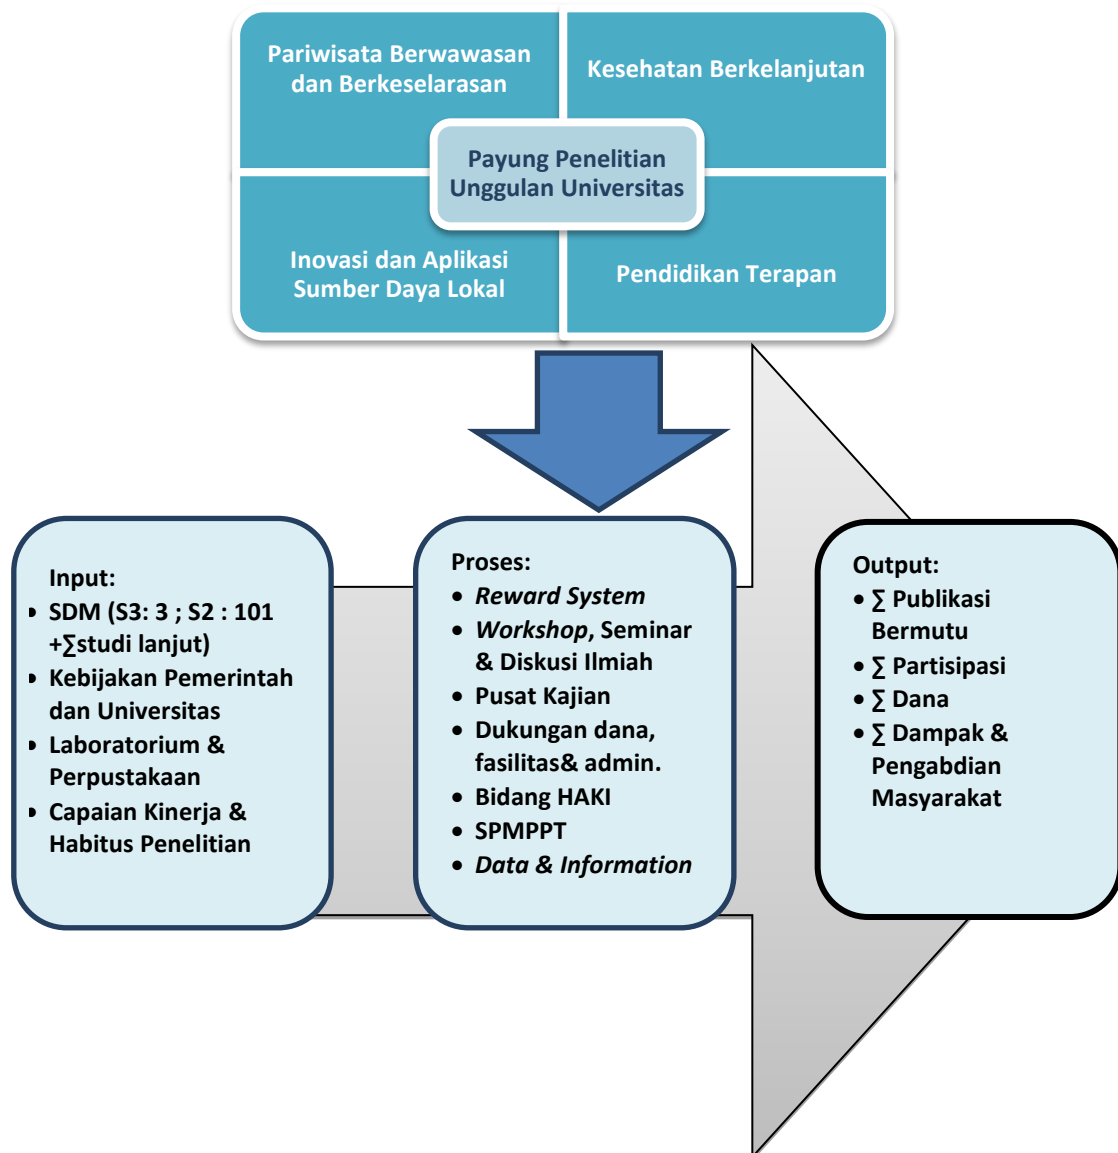 Pariwisata Berwawasan
dan Berkeselarasan
Kesehatan Berkelanjutan
Payung Penelitian
Unggulan Universitas
Inovasi dan Aplikasi
Sumber Daya Lokal
Pendidikan Terapan
Input:
• SDM (S3: 3 ; S2 : 101
+∑studi lanjut)
• Kebijakan Pemerintah
dan Universitas
• Laboratorium &
Perpustakaan
• Capaian Kinerja &
Habitus Penelitian
Proses:
• Reward System
• Workshop, Seminar
& Diskusi Ilmiah
• Pusat Kajian
• Dukungan dana,
fasilitas& admin.
• Bidang HAKI
• SPMPPT
• Data & Information
Output:
• ∑ Publikasi
Bermutu
• ∑ Partisipasi
• ∑ Dana
• ∑ Dampak &
Pengabdian
Masyarakat